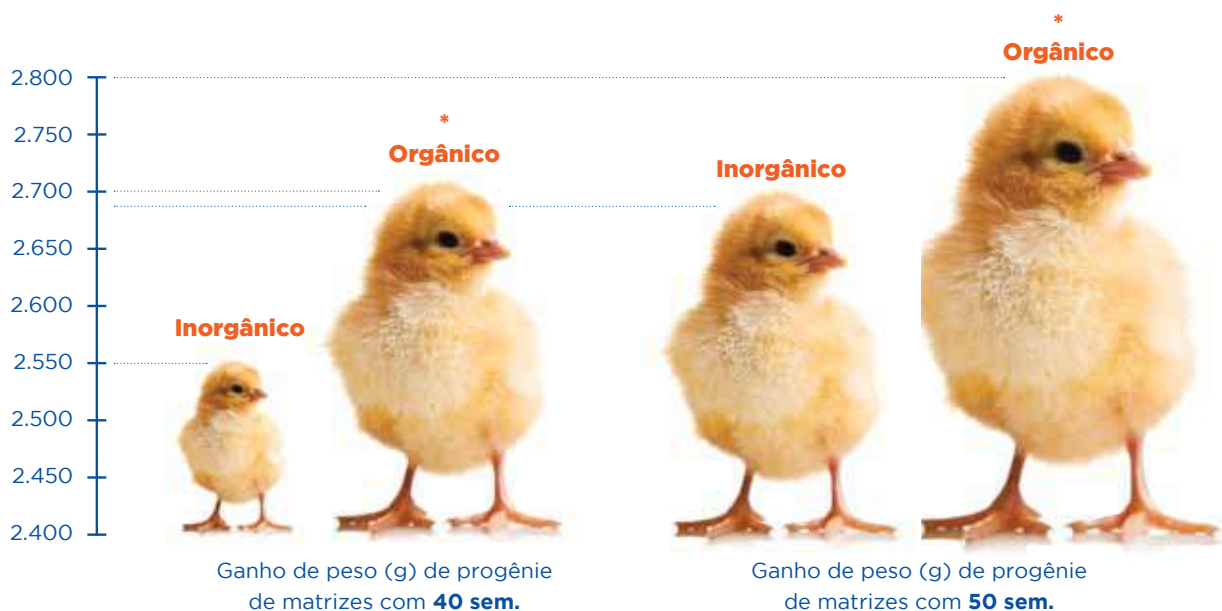 2.800
2.750
2.700
2.650
2.600
2.550
2.500
2.450
2.400
Inorgânico
*
Orgânico
Inorgânico
*
Orgânico
Ganho de peso (g) de progênie
de matrizes com 40 sem.
Ganho de peso (g) de progênie
de matrizes com 50 sem.